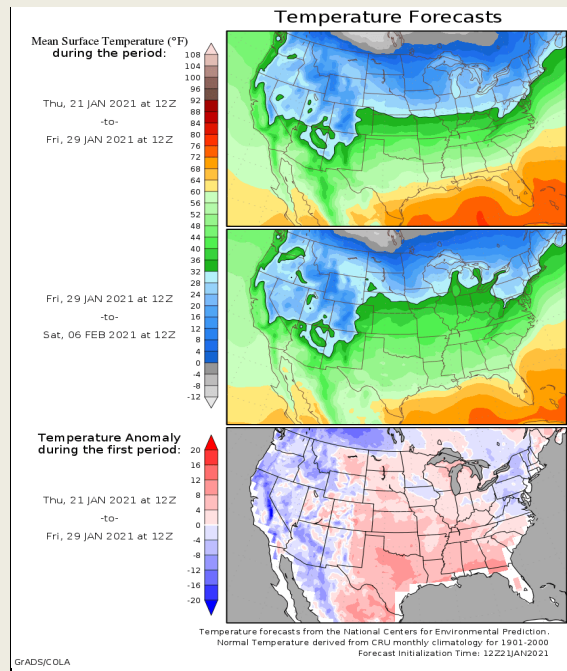 Temperature Forecasts
Mean Surface Temperature (°F)
during the period:
Thu, 21 JAN 2021 at 12Z
-to-
Fri, 29 JAN 2021 at 12Z
108
104
100
96
92
88
84
80
76
72
68
64
60
56
52
48
44
40
36
32
28
24
20
16
12
8
4
0
-4
-8
-12
Fri, 29 JAN 2021 at 12Z
-to-
Sat, 06 FEB 2021 at 12Z
Temperature Anomaly
during the first period:
Thu, 21 JAN 2021 at 12Z
-to-
Fri, 29 JAN 2021 at 12Z
20
16
12
8
4
0
-4
-8
-12
-16
-20
Temperature forecasts from the National Centers for Environmental Prediction.
Normal Temperature derived from CRU monthly climatology for 1901-2000
Forecast Initialization Time: 12Z21JAN2021
GrADS/COLA